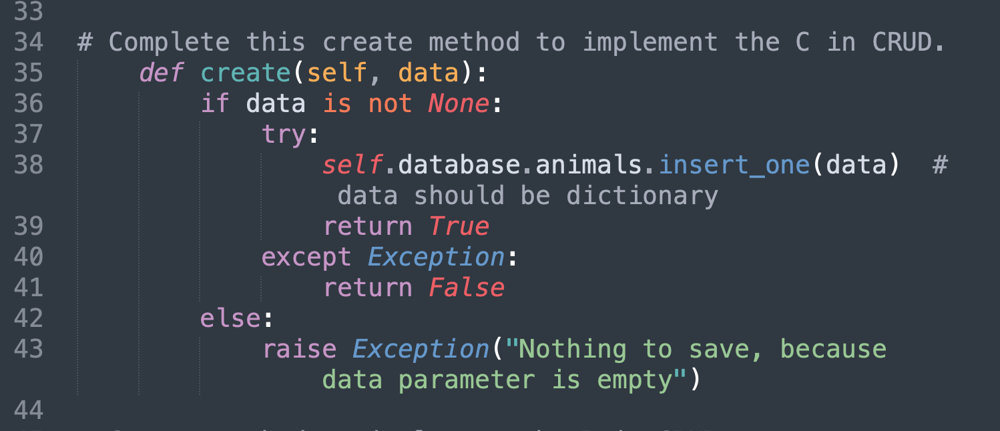 33
34 # Complete this create method to implement the C in CRUD.
35 def create(self, data):
36 if data is not None:
37 try:
38 self.database.animals.insert_one(data) #
data should be dictionary
39 return True
40 except Exception:
41 return False
42 else:
43 raise Exception("Nothing to save, because
data parameter is empty")
44